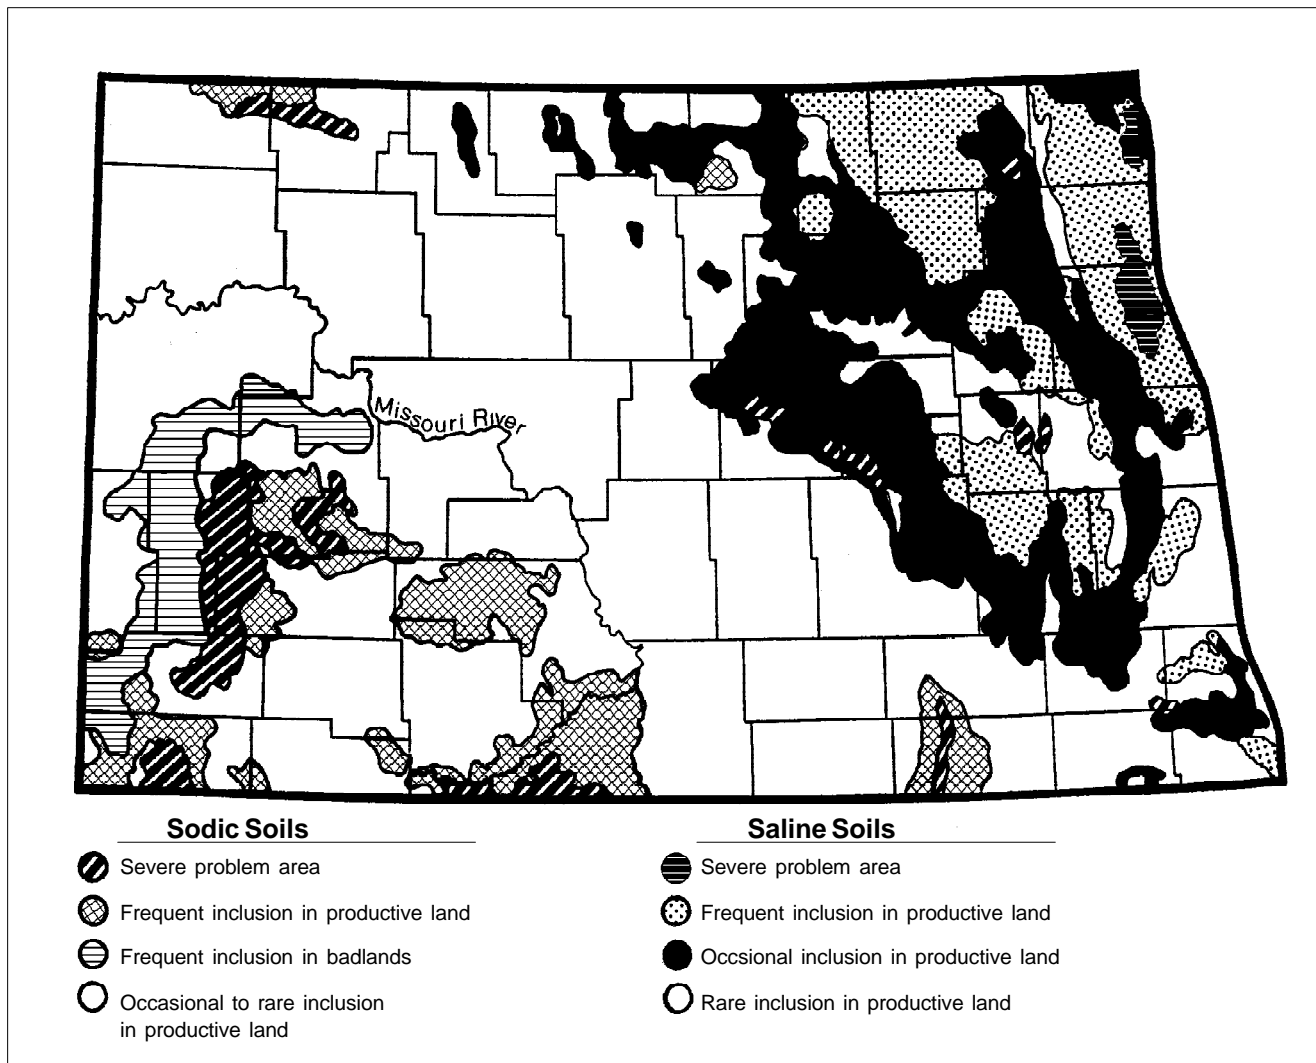 Missouri River
Sodic Soils
Severe problem area
Frequent inclusion in productive land
Frequent inclusion in badlands
Occasional to rare inclusion
in productive land
Saline Soils
Severe problem area
Frequent inclusion in productive land
Occsional inclusion in productive land
Rare inclusion in productive land